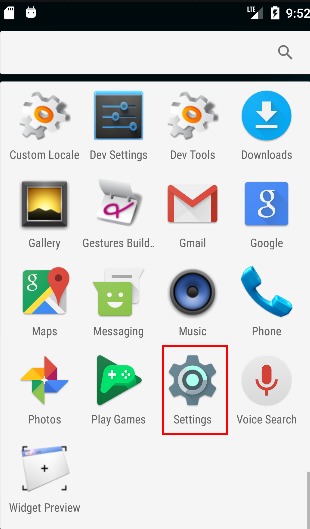 LTE 9:52
Custom Locale Dev Settings Dev Tools Downloads
Gallery Gestures Build.. Gmail Google
Maps Messaging Music Phone
Photos Play Games Settings Voice Search
Widget Preview